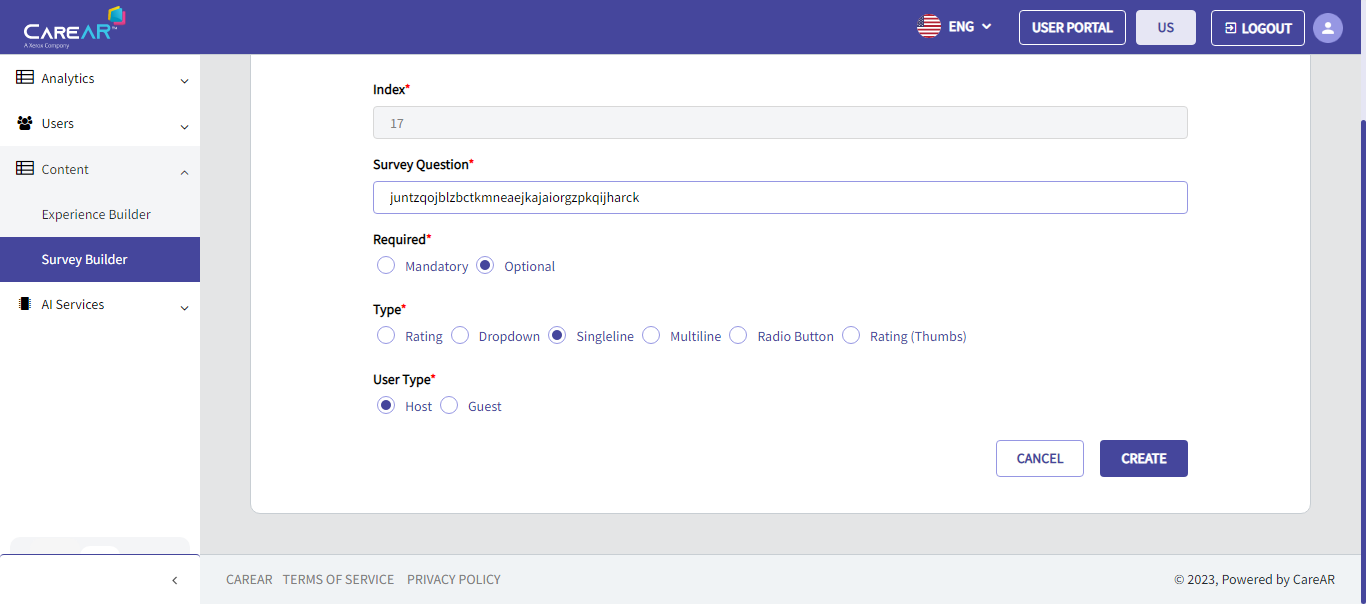 CAREAR™
A Xerox Company
ENG
USER PORTAL
US
LOGOUT
Analytics
Users
Content
Experience Builder
Survey Builder
AI Services
Index*
17
Survey Question*
juntzqojblzbctkmneaejkajaiorgzpkqijharck
Required*
Mandatory Optional
Type*
Rating Dropdown Singleline Multiline Radio Button Rating (Thumbs)
User Type*
Host Guest
CANCEL CREATE
CAREAR TERMS OF SERVICE PRIVACY POLICY
© 2023, Powered by CareAR